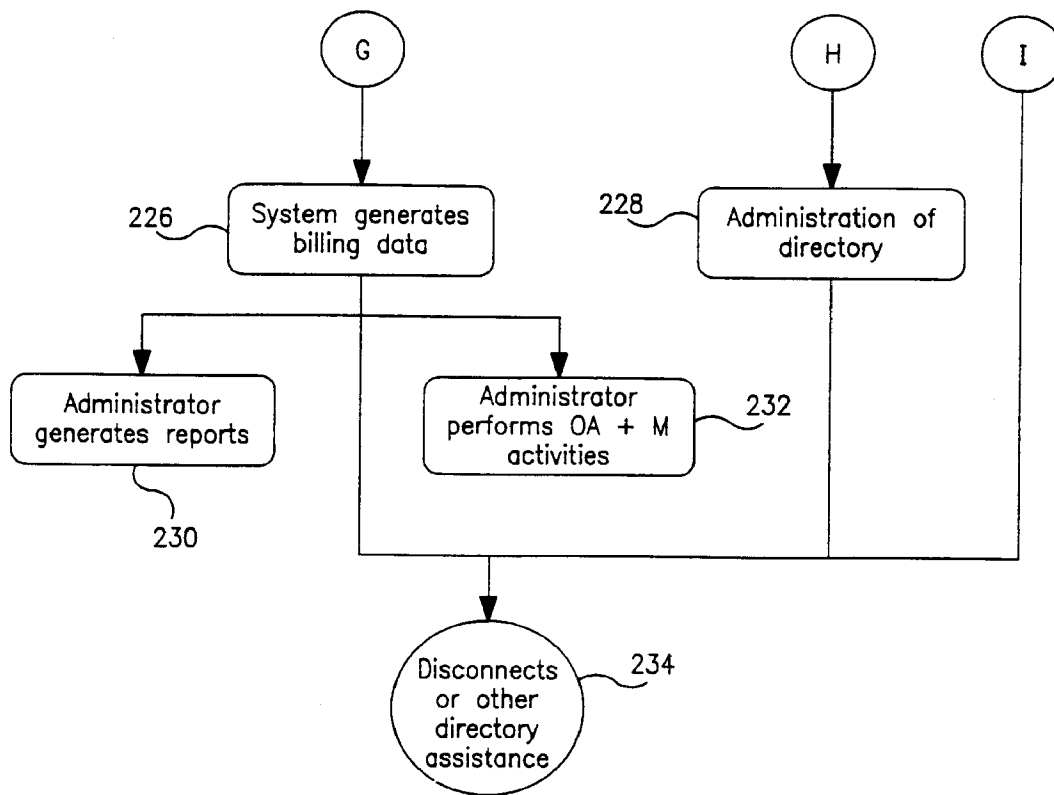 G
H
I
226
System generates
billing data
228
Administration of
directory
Administrator
generates reports
230
Administrator
performs OA + M
activities
232
Disconnects
or other
directory
assistance
234